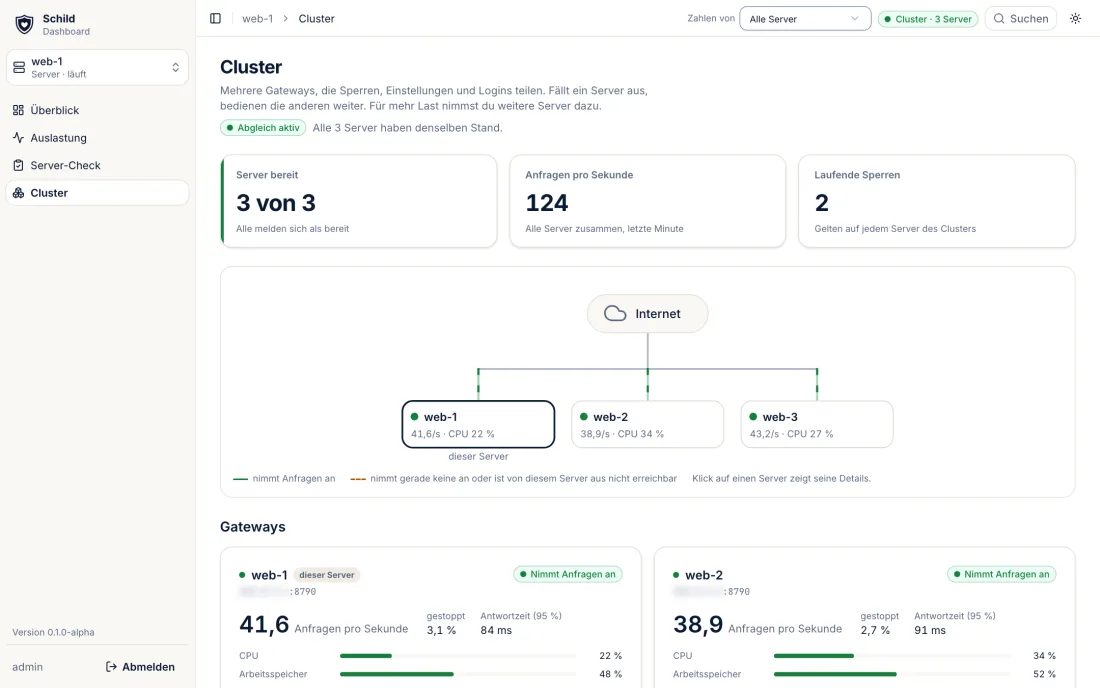 Schild
Dashboard
web-1
Server · läuft
Überblick
Auslastung
Server-Check
Cluster
Version 0.1.0-alpha
admin
Abmelden
web-1 > Cluster
Zahlen von
Alle Server
Cluster · 3 Server
Suchen
Cluster
Mehrere Gateways, die Sperren, Einstellungen und Logins teilen. Fällt ein Server aus,
bedienen die anderen weiter. Für mehr Last nimmst du weitere Server dazu.
Abgleich aktiv Alle 3 Server haben denselben Stand.
Server bereit
3 von 3
Alle melden sich als bereit
Anfragen pro Sekunde
124
Alle Server zusammen, letzte Minute
Laufende Sperren
2
Gelten auf jedem Server des Clusters
Internet
web-1
41,6/s · CPU 22 %
dieser Server
web-2
38,9/s · CPU 34 %
web-3
43,2/s · CPU 27 %
nimmt Anfragen an
nimmt gerade keine an oder ist von diesem Server aus nicht erreichbar
Klick auf einen Server zeigt seine Details.
Gateways
web-1 dieser Server
Nimmt Anfragen an
:8790
41,6 Anfragen pro Sekunde
gestoppt
3,1 %
Antwortzeit (95 %)
84 ms
CPU 22 %
Arbeitsspeicher 48 %
web-2
Nimmt Anfragen an
:8790
38,9 Anfragen pro Sekunde
gestoppt
2,7 %
Antwortzeit (95 %)
91 ms
CPU 34 %
Arbeitsspeicher 52 %